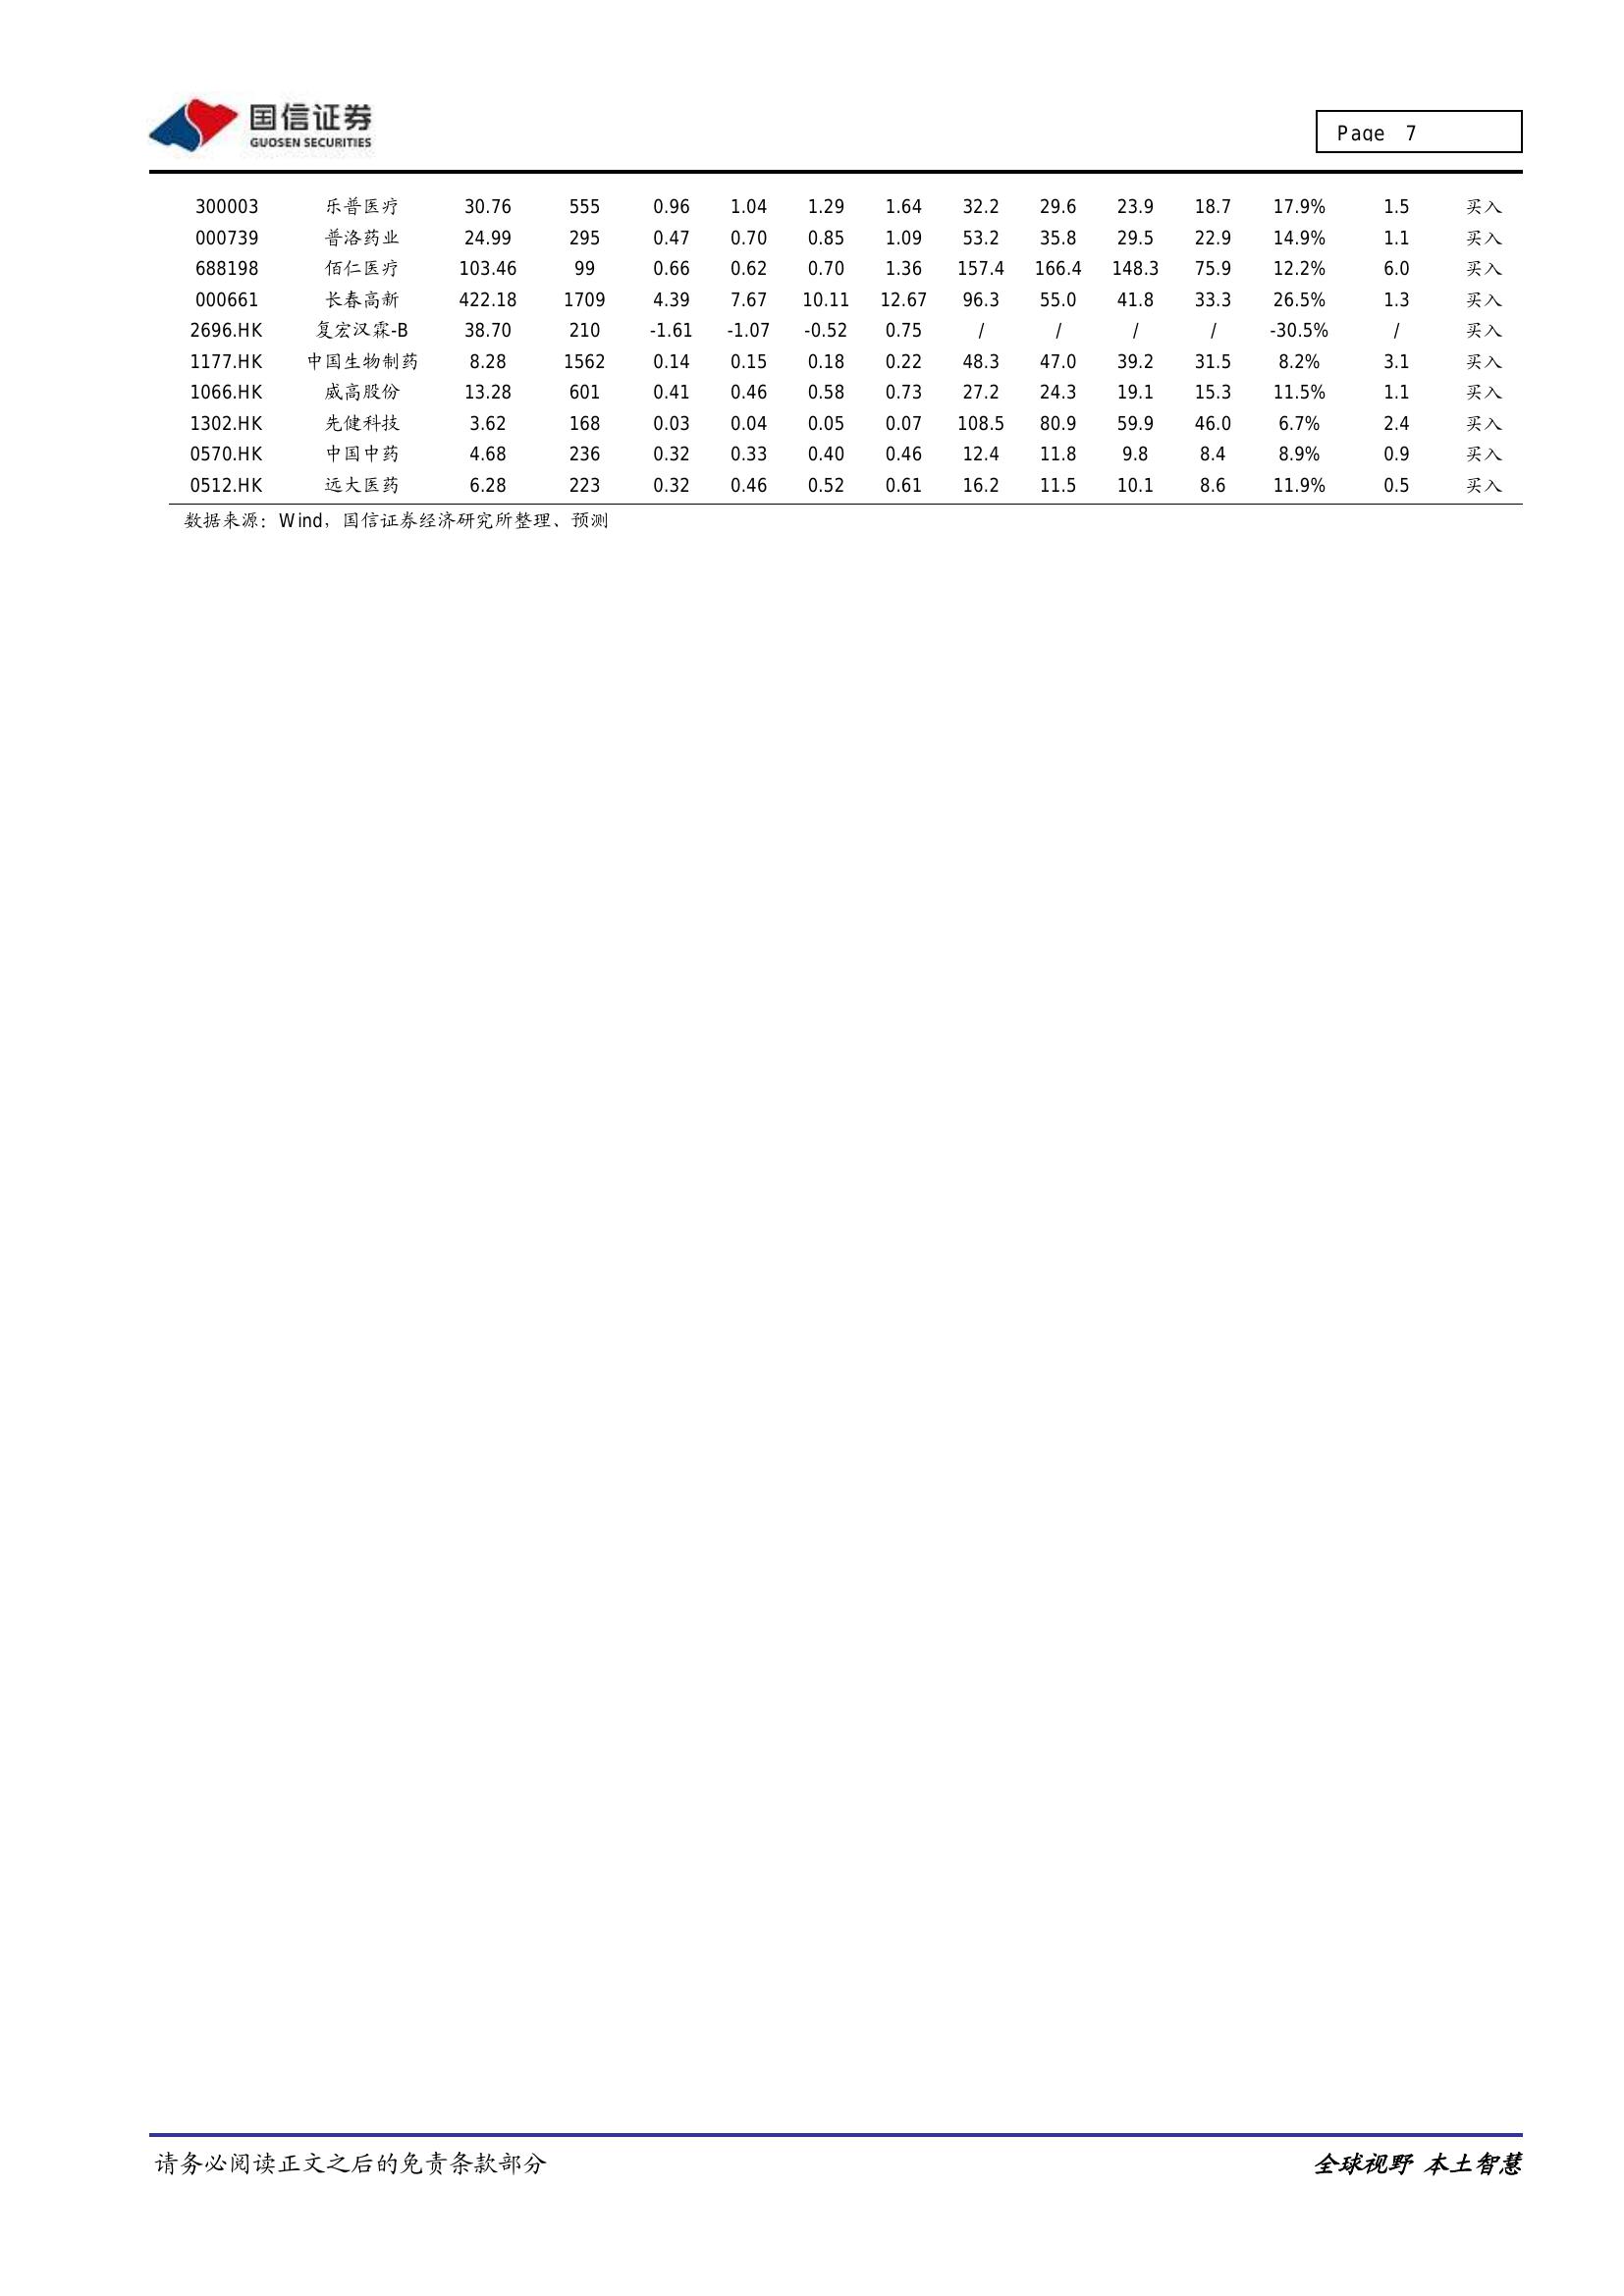 国信证券
GUOSEN SECURITIES
Page 7
300003 乐普医疗 30.76 555 0.96 1.04 1.29 1.64 32.2 29.6 23.9 18.7 17.9% 1.5 买入
000739 普洛药业 24.99 295 0.47 0.70 0.85 1.09 53.2 35.8 29.5 22.9 14.9% 1.1 买入
688198 佰仁医疗 103.46 99 0.66 0.62 0.70 1.36 157.4 166.4 148.3 75.9 12.2% 6.0 买入
000661 长春高新 422.18 1709 4.39 7.67 10.11 12.67 96.3 55.0 41.8 33.3 26.5% 1.3 买入
2696.HK 复宏汉霖-B 38.70 210 -1.61 -1.07 -0.52 0.75 / / / / -30.5% / 买入
1177.HK 中国生物制药 8.28 1562 0.14 0.15 0.18 0.22 48.3 47.0 39.2 31.5 8.2% 3.1 买入
1066.HK 威高股份 13.28 601 0.41 0.46 0.58 0.73 27.2 24.3 19.1 15.3 11.5% 1.1 买入
1302.HK 先健科技 3.62 168 0.03 0.04 0.05 0.07 108.5 80.9 59.9 46.0 6.7% 2.4 买入
0570.HK 中国中药 4.68 236 0.32 0.33 0.40 0.46 12.4 11.8 9.8 8.4 8.9% 0.9 买入
0512.HK 远大医药 6.28 223 0.32 0.46 0.52 0.61 16.2 11.5 10.1 8.6 11.9% 0.5 买入
数据来源：Wind，国信证券经济研究所整理、预测
请务必阅读正文之后的免责条款部分 全球视野 本土智慧